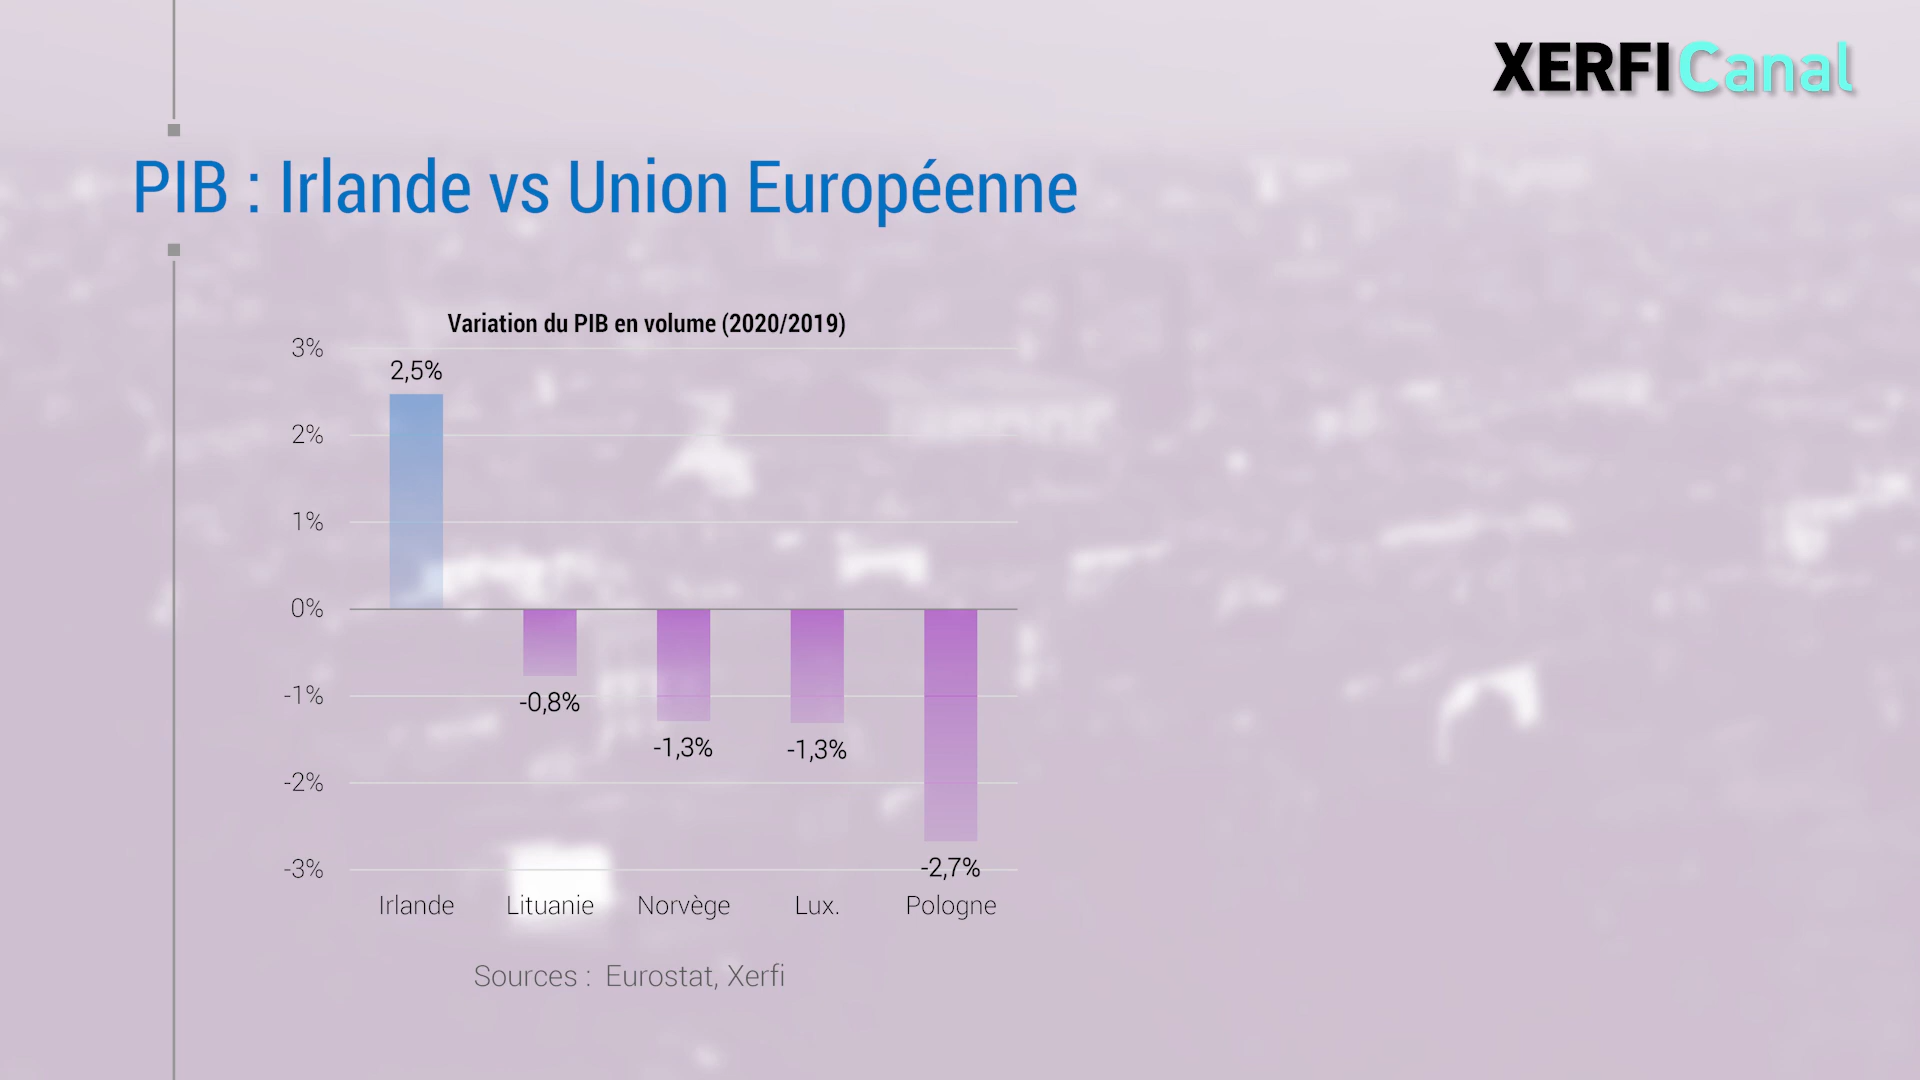 XERFI Canal
PIB : Irlande vs Union Européenne
Variation du PIB en volume (2020/2019)
3%
2,5%
2%
1%
0%
-1%
-0,8%
-1,3%
-1,3%
-2%
-2,7%
-3%
Irlande Lituanie Norvège Lux. Pologne
Sources : Eurostat, Xerfi